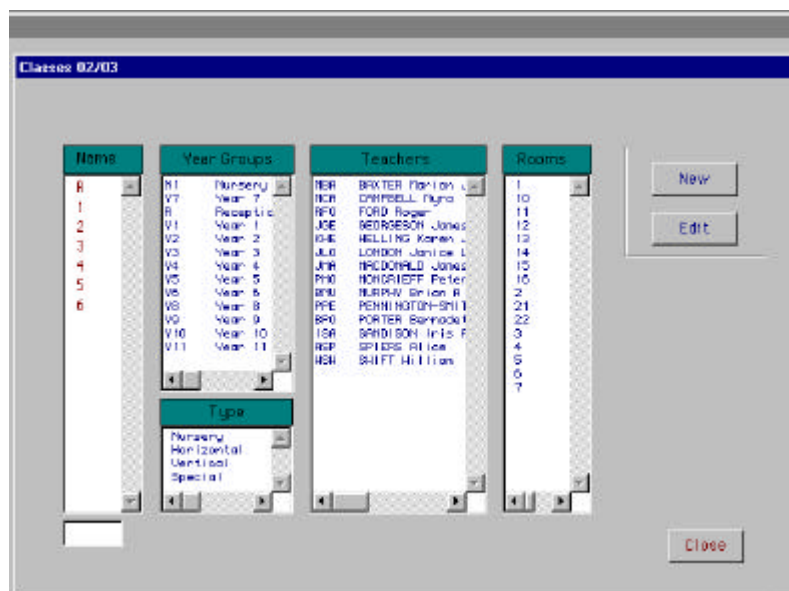 Classes 02/03
Name
A
1
2
3
4
5
6
Year Groups
N1 Nursery
Y7 Year 7
R Receptic
Y1 Year 1
Y2 Year 2
Y3 Year 3
Y4 Year 4
Y5 Year 5
Y6 Year 6
Y8 Year 8
Y9 Year 9
Y10 Year 10
Y11 Year 11
Type
Nursery
Horizontal
Vertical
Special
Teachers
MBA BAXTER Marion
MCA CAMPBELL Myra
RFO FORD Roger
JGE GEORGESON James
KHE HELLING Karen
JLO LONDON Janice L
JMA MACDONALD James
PMO MONCRIEFF Peter
BMU MURPHY Brian A
PPE PENNINGTON-SMIT
BPO PORTER Bernadet
ISA SANDISON Iris
ASP SPIERS Alice
WSW SWIFT William
Rooms
1
10
11
12
13
14
15
16
2
21
22
3
4
5
6
7
New
Edit
Close